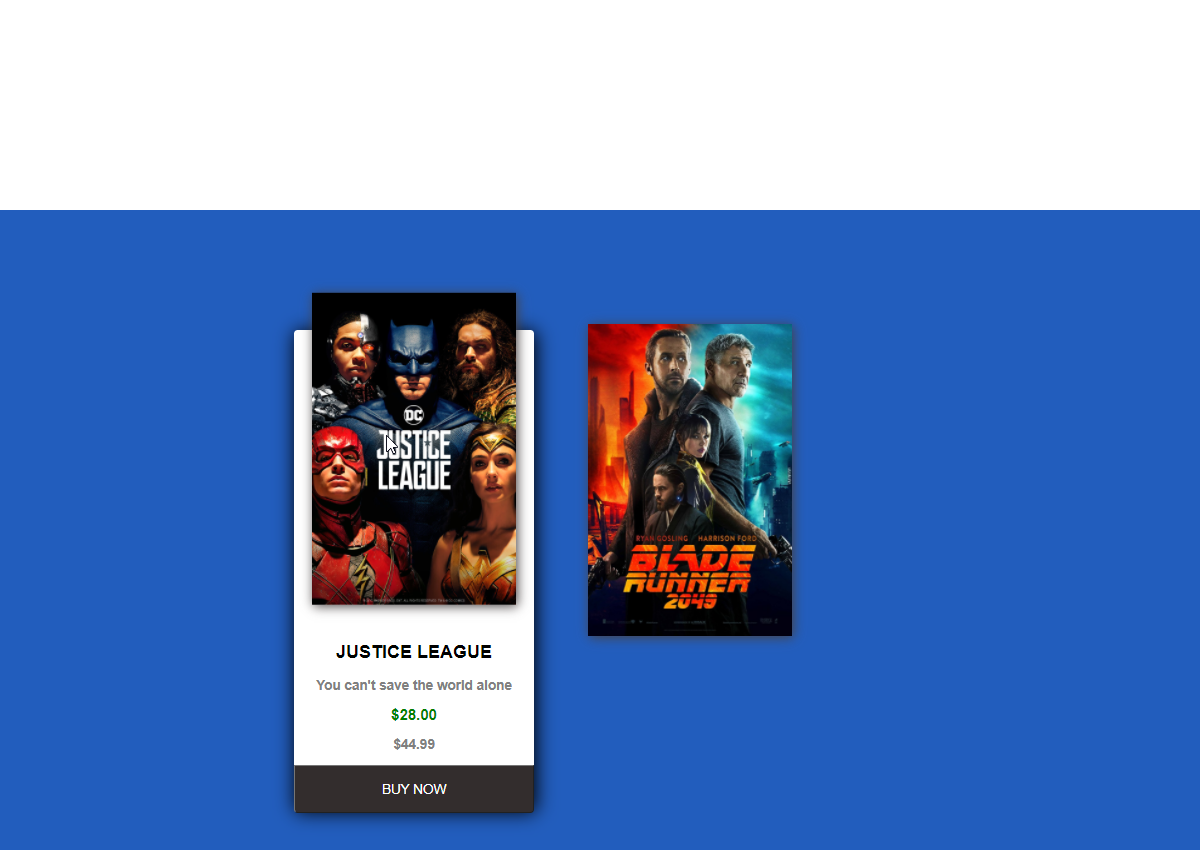 DC
JUSTICE
LEAGUE
JUSTICE LEAGUE
You can't save the world alone
$28.00
$44.99
BUY NOW
RYAN GOSLING HARRISON FORD
BLADE
RUNNER
2049